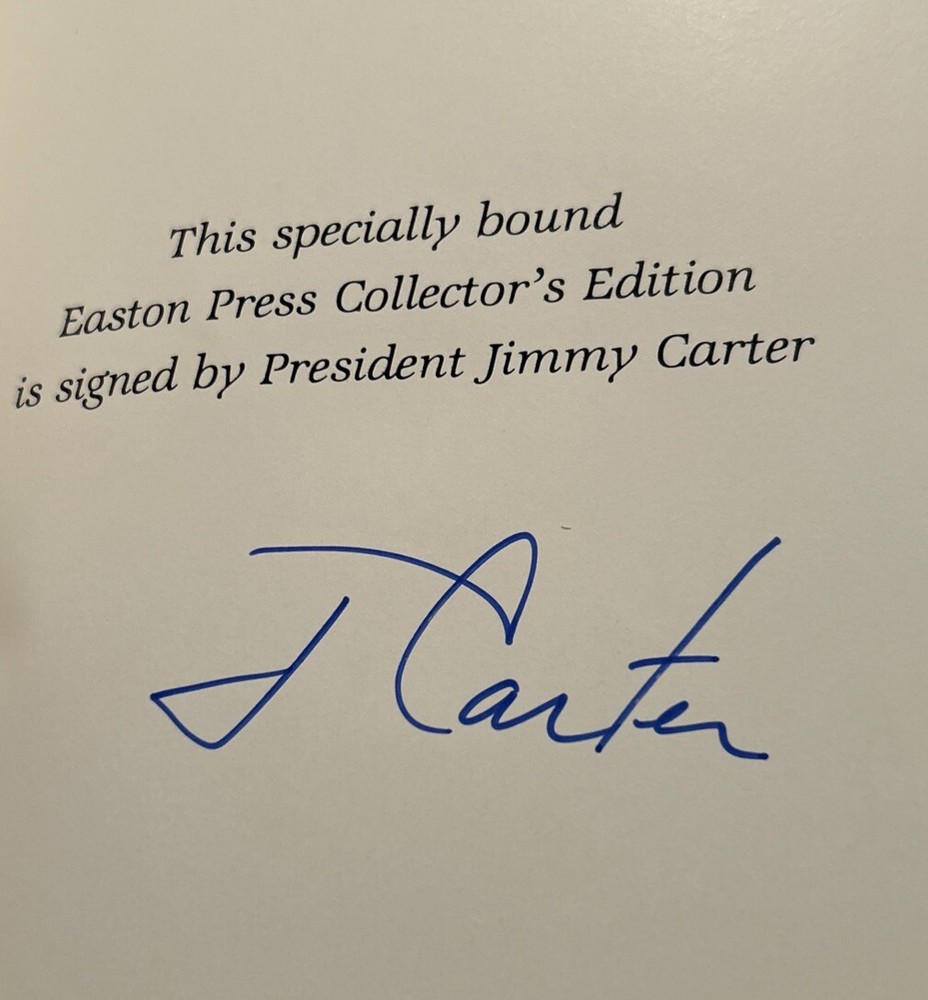 This specially bound
Easton Press Collector's Edition
is signed by President Jimmy Carter
J Carter